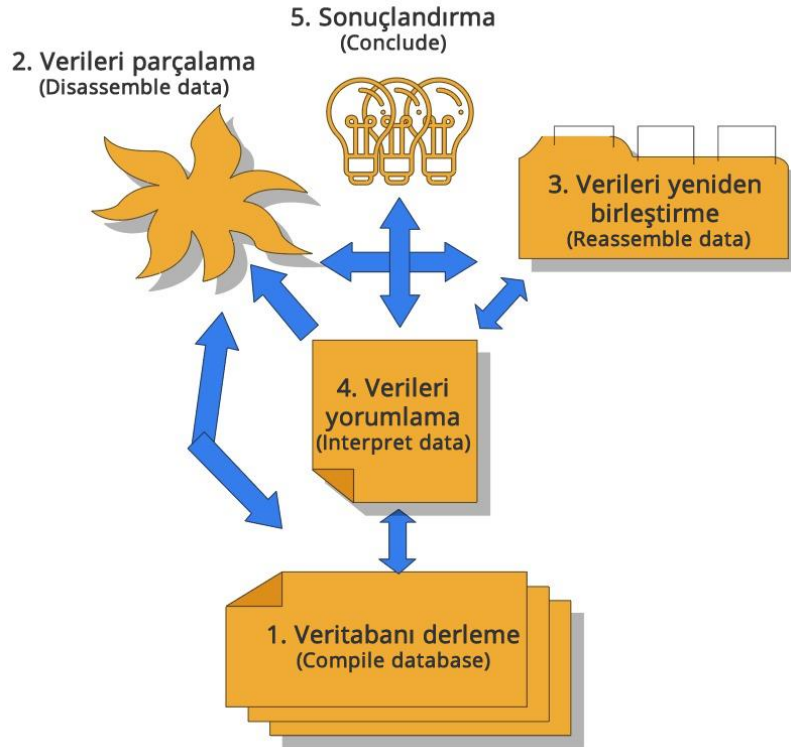 5. Sonuçlandırma
(Conclude)
2. Verileri parçalama
(Disassemble data)
3. Verileri yeniden
birleştirme
(Reassemble data)
4. Verileri
yorumlama
(Interpret data)
1. Veritabanı derleme
(Compile database)